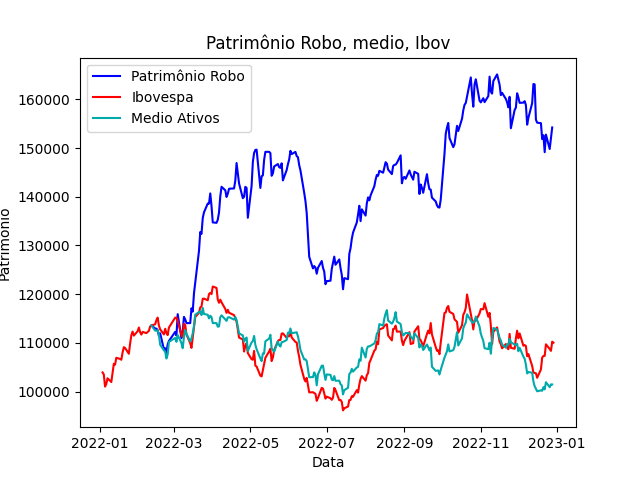 Patrimônio Robo, medio, Ibov
Patrimônio Robo
Ibovespa
Medio Ativos
160000
150000
140000
130000
120000
110000
100000
Patrimonio
2022-01 2022-03 2022-05 2022-07 2022-09 2022-11 2023-01
Data